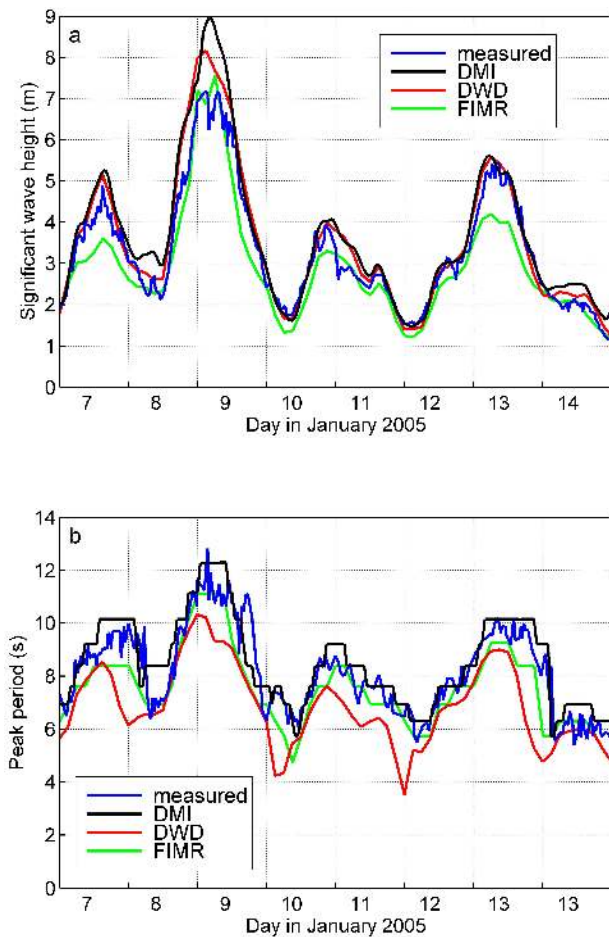 a
9
8
7
6
5
4
3
2
1
0
Significant wave height (m)
measured
DMI
DWD
FIMR
7 8 9 10 11 12 13 14
Day in January 2005
b
14
12
10
8
6
4
2
0
Peak period (s)
measured
DMI
DWD
FIMR
7 8 9 10 11 12 13 13
Day in January 2005